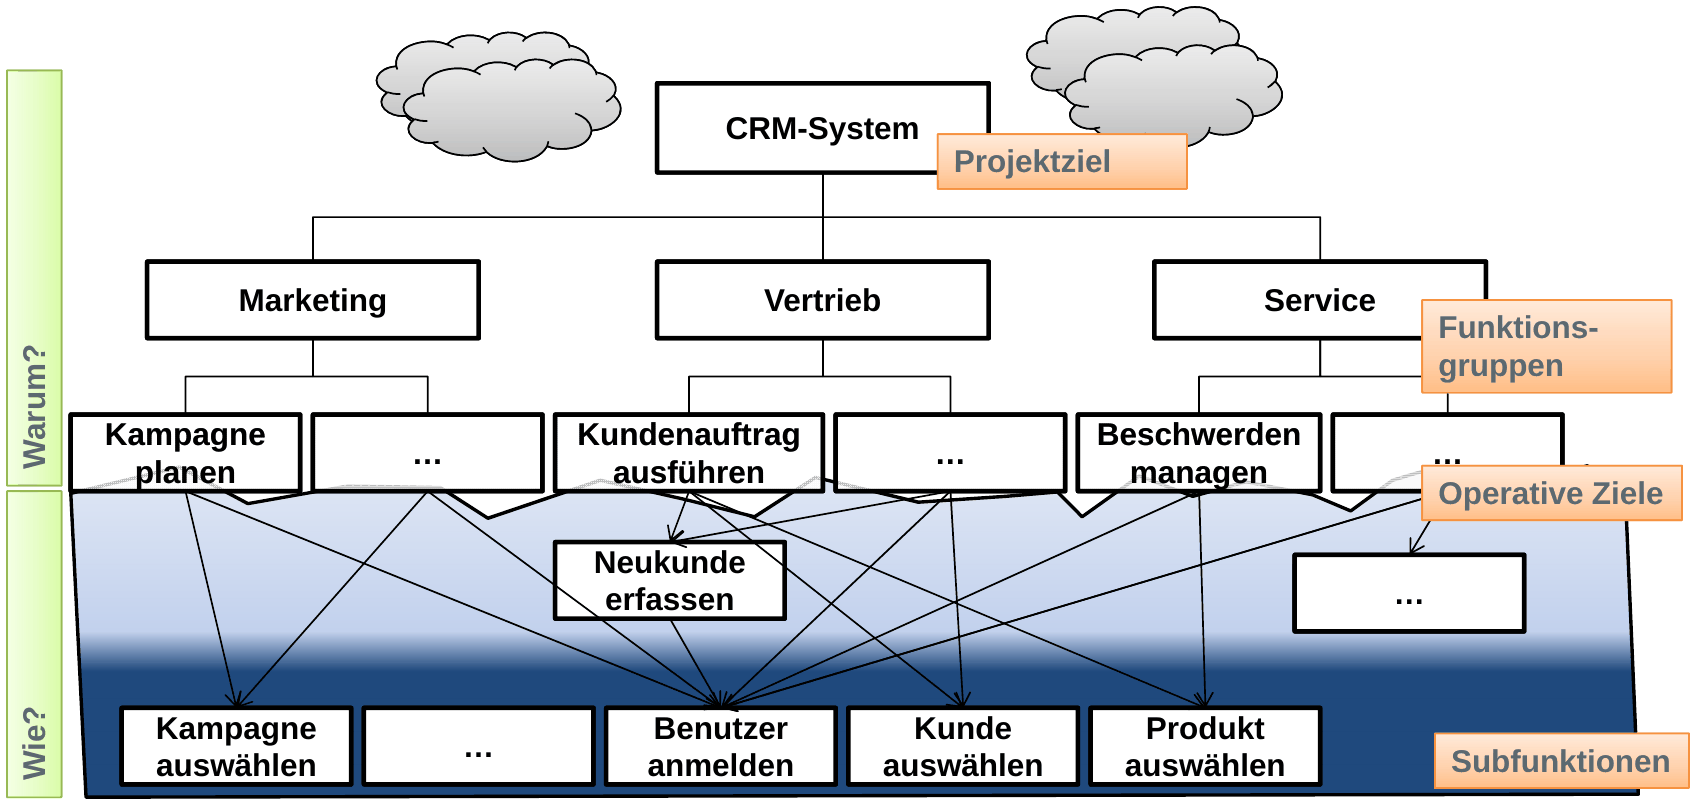 CRM-System
Projektziel
Marketing
Vertrieb
Service
Funktions-
gruppen
Warum?
Kampagne
planen
...
Kundenauftrag
ausführen
...
Beschwerden
managen
...
Operative Ziele
Neukunde
erfassen
...
Wie?
Kampagne
auswählen
...
Benutzer
anmelden
Kunde
auswählen
Produkt
auswählen
Subfunktionen